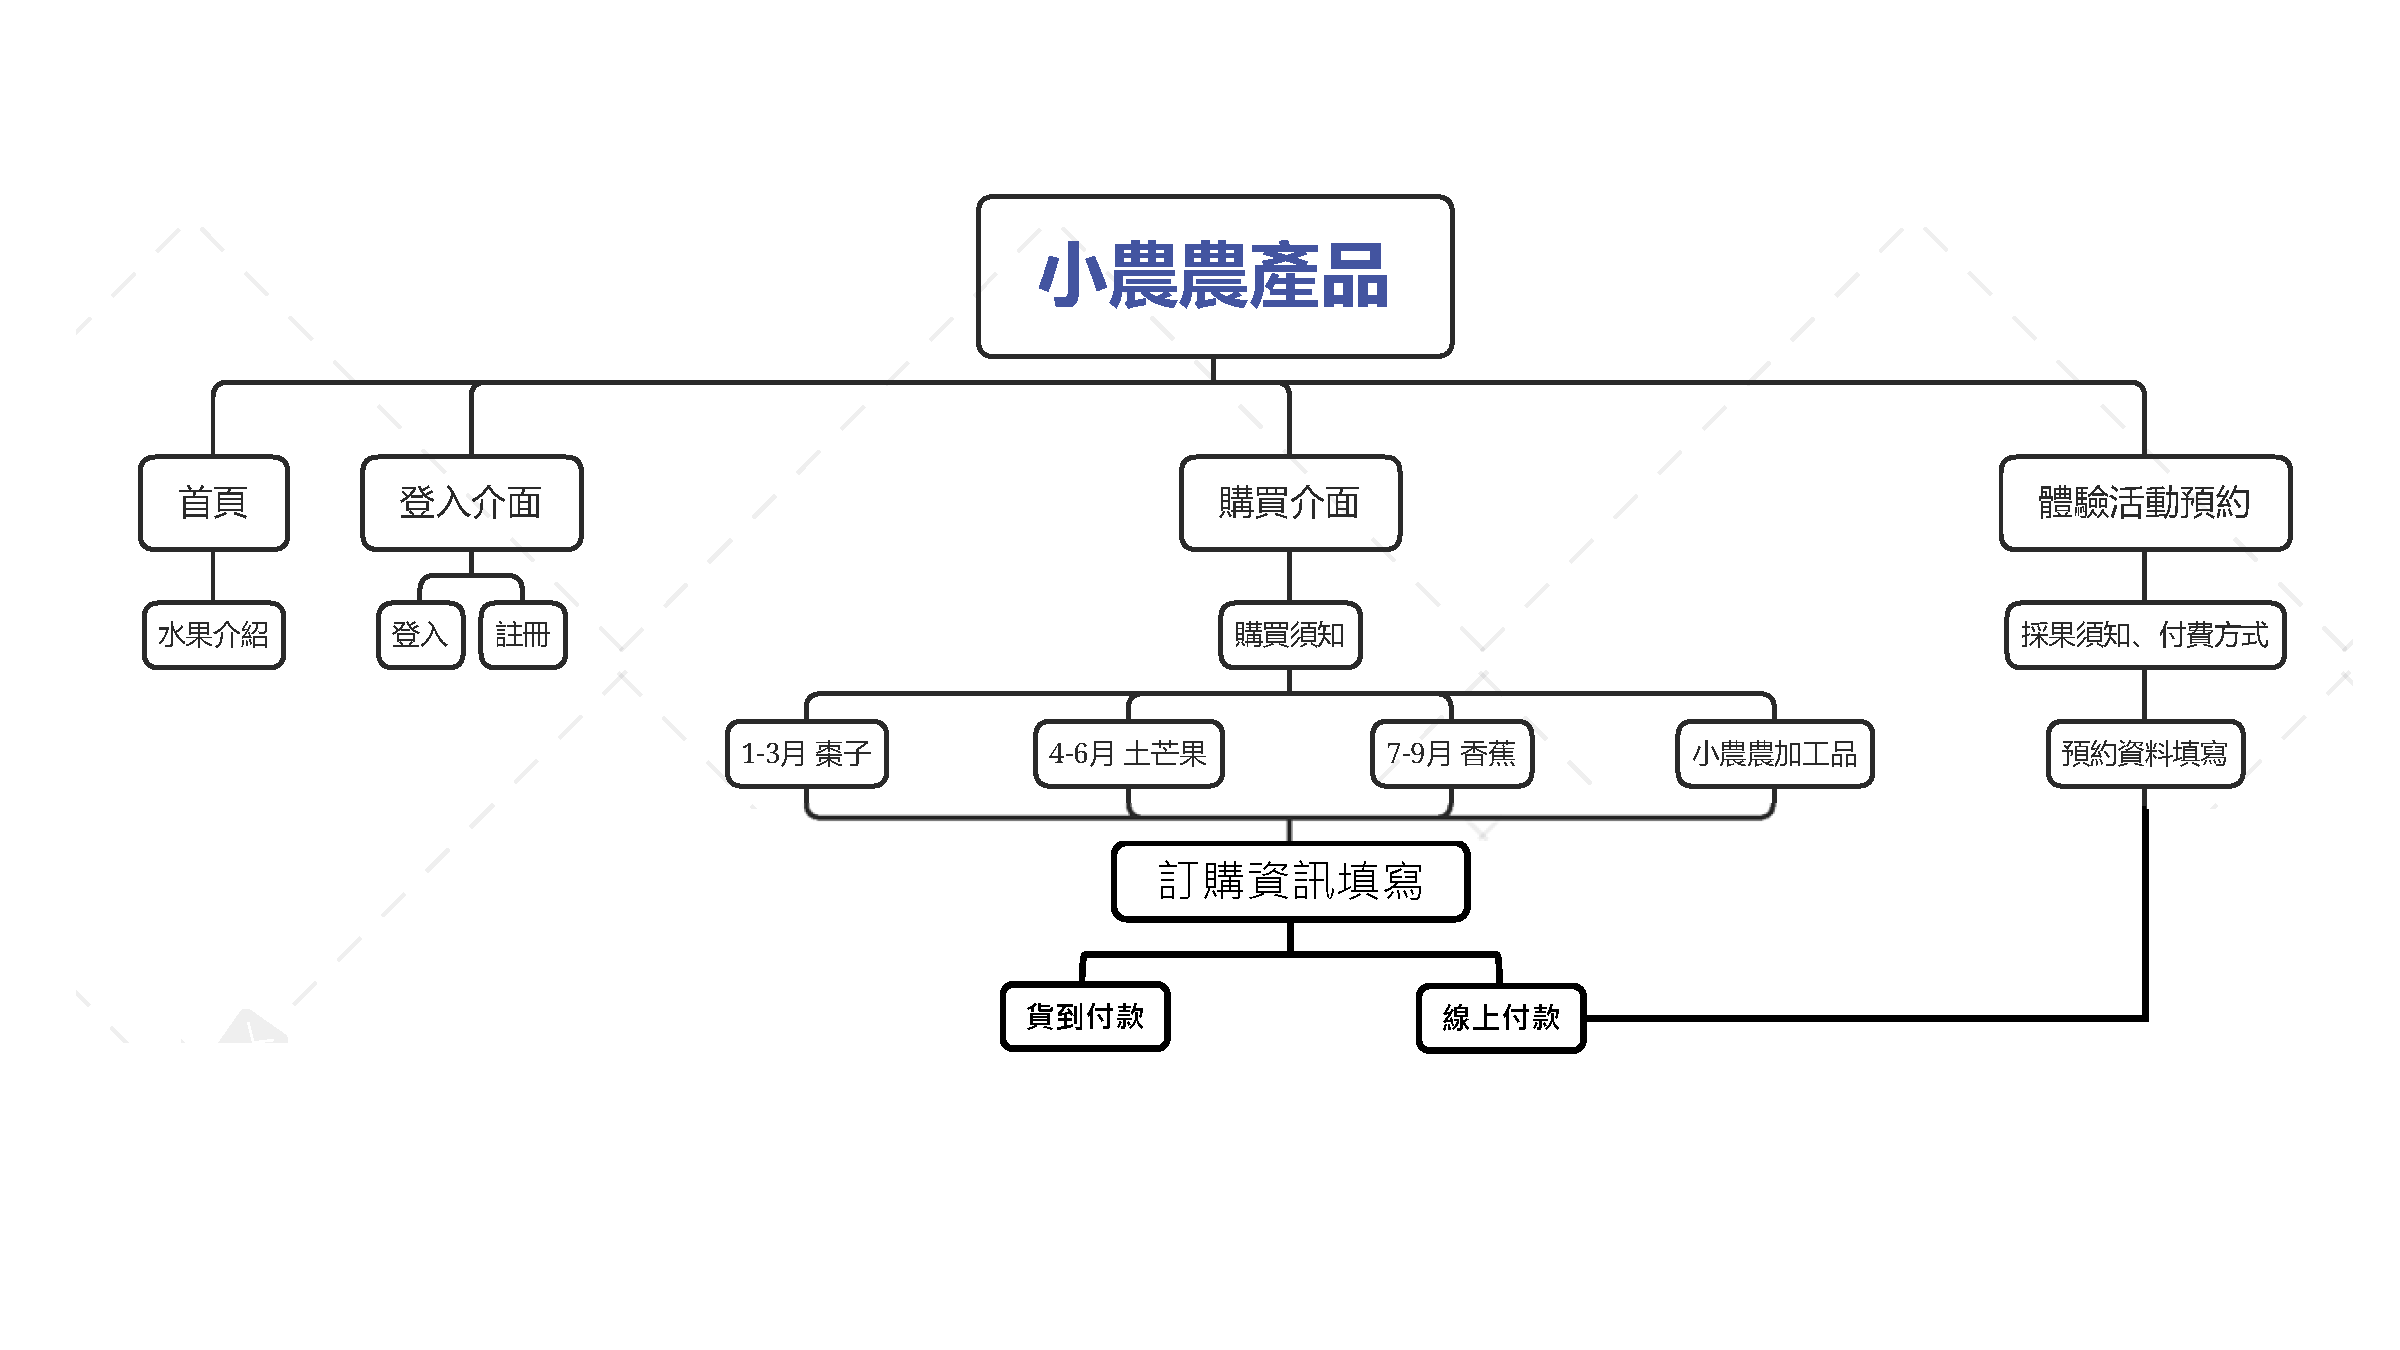 小農農產品
首頁
登入介面
購買介面
體驗活動預約
水果介紹
登入
註冊
購買須知
採果須知、付費方式
1-3月 棗子
4-6月 土芒果
7-9月 香蕉
小農農加工品
預約資料填寫
訂購資訊填寫
貨到付款
線上付款